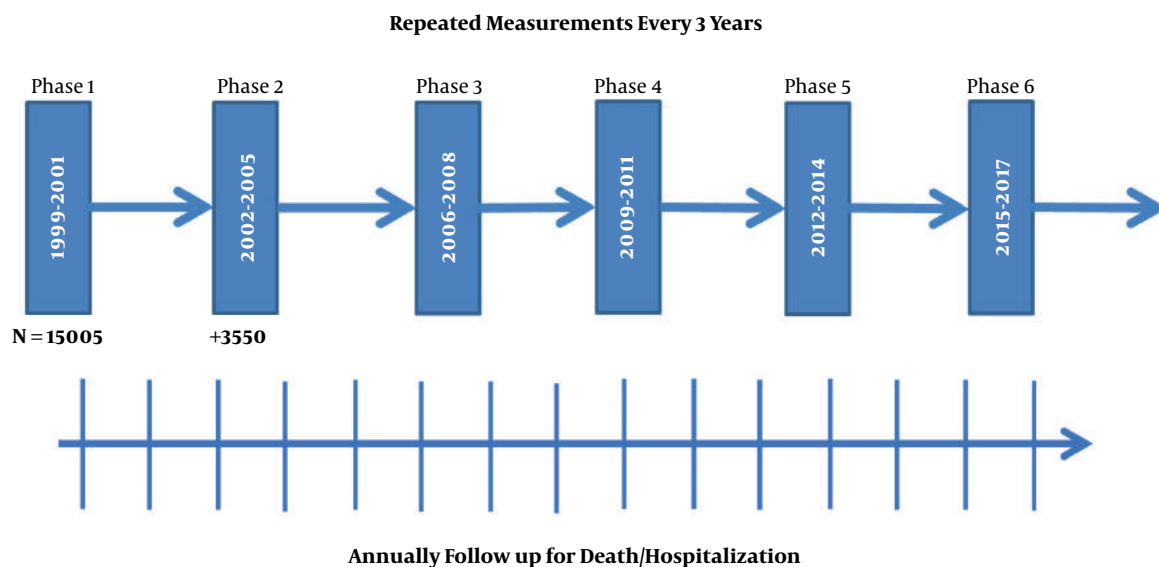 Repeated Measurements Every 3 Years
Phase 1
Phase 2
Phase 3
Phase 4
Phase 5
Phase 6
1999-2001
2002-2005
2006-2008
2009-2011
2012-2014
2015-2017
N = 15005
+3550
Annually Follow up for Death/Hospitalization